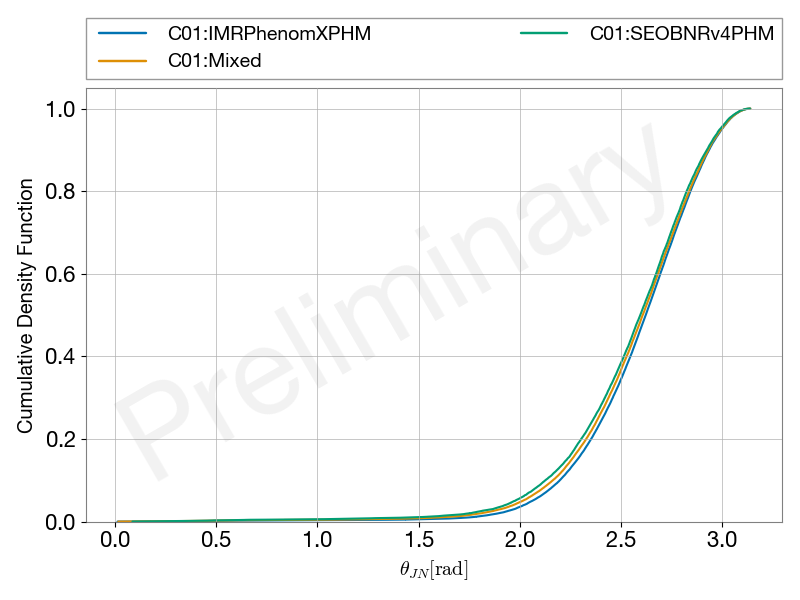 C01:IMRPhenomXPHM
C01:Mixed
C01:SEOBNRv4PHM
Cumulative Density Function
1.0
0.8
0.6
0.4
0.2
0.0
Preliminary
0.0 0.5 1.0 1.5 2.0 2.5 3.0
θ_JN[rad]